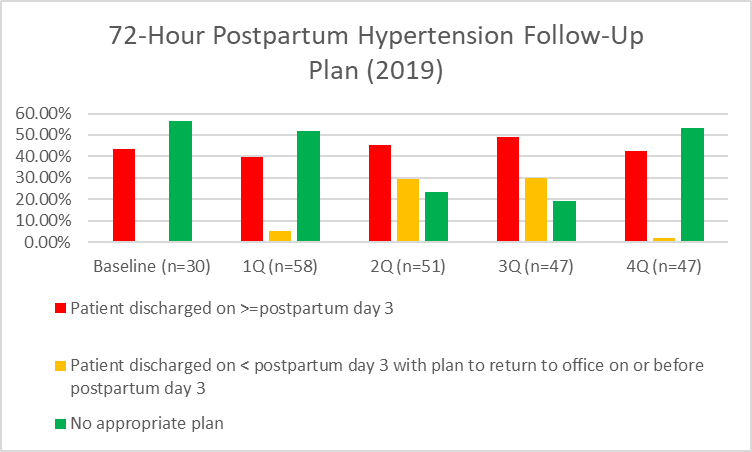 72-Hour Postpartum Hypertension Follow-Up
Plan (2019)
60.00%
50.00%
40.00%
30.00%
20.00%
10.00%
0.00%
Baseline (n=30) 1Q (n=58) 2Q (n=51) 3Q (n=47) 4Q (n=47)
Patient discharged on >=postpartum day 3
Patient discharged on < postpartum day 3 with plan to return to office on or before
postpartum day 3
No appropriate plan